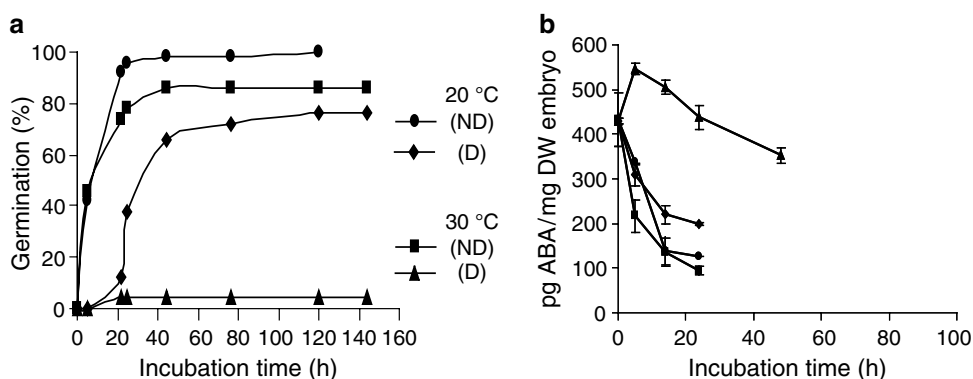 a
100
80
60
40
20
0
Germination (%)
0 20 40 60 80 100 120 140 160
Incubation time (h)
20 °C
(ND)
(D)
30 °C
(ND)
(D)
b
600
500
400
300
200
100
0
pg ABA/mg DW embryo
0 20 40 60 80 100
Incubation time (h)